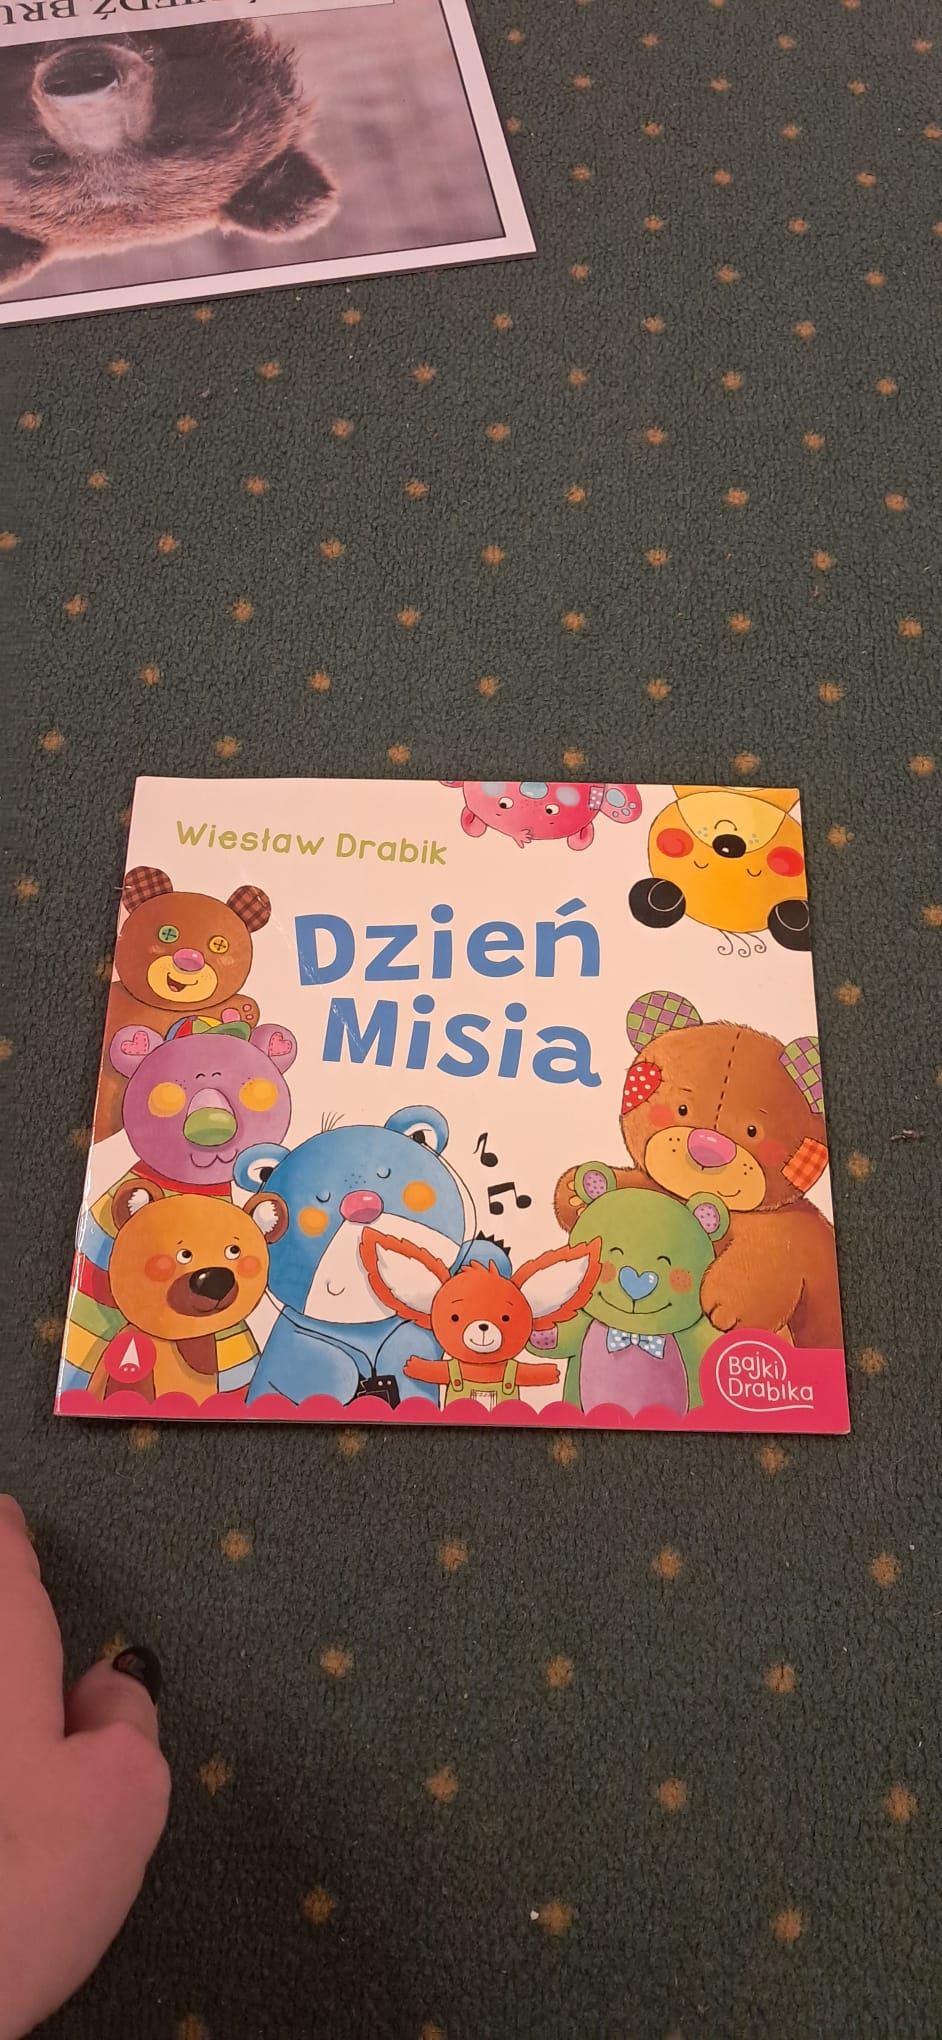 Wiesław Drabik
Dzień
Misia
Bajki
Drabika